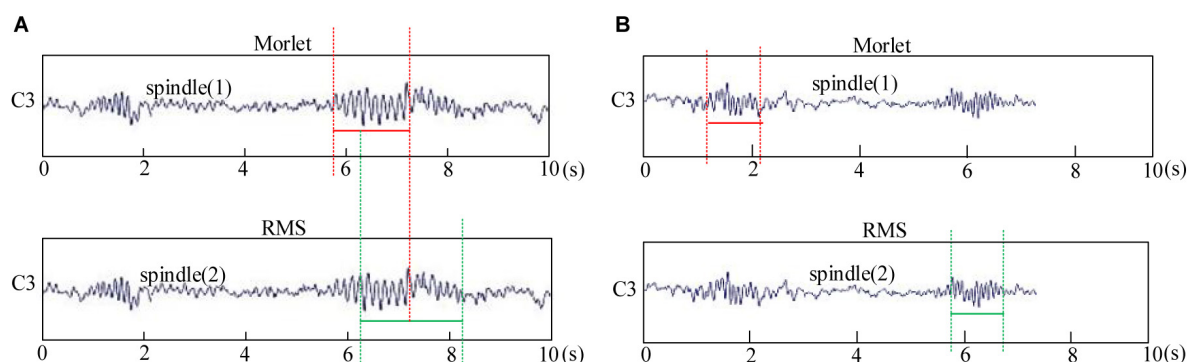 A
Morlet
spindle(1)
C3
0 2 4 6 8 10(s)
RMS
spindle(2)
C3
0 2 4 6 8 10(s)
B
Morlet
spindle(1)
C3
0 2 4 6 8 10(s)
RMS
spindle(2)
C3
0 2 4 6 8 10(s)